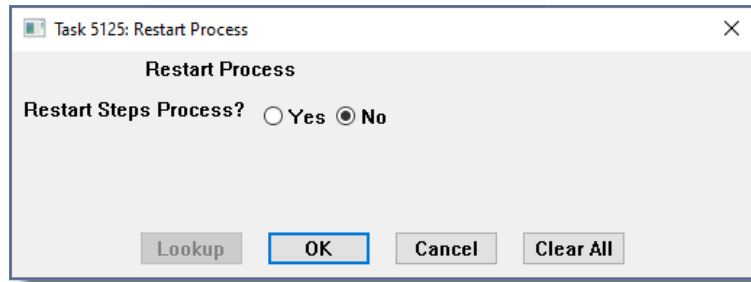 Task 5125: Restart Process
Restart Process
Restart Steps Process? Yes No
Lookup OK Cancel Clear All